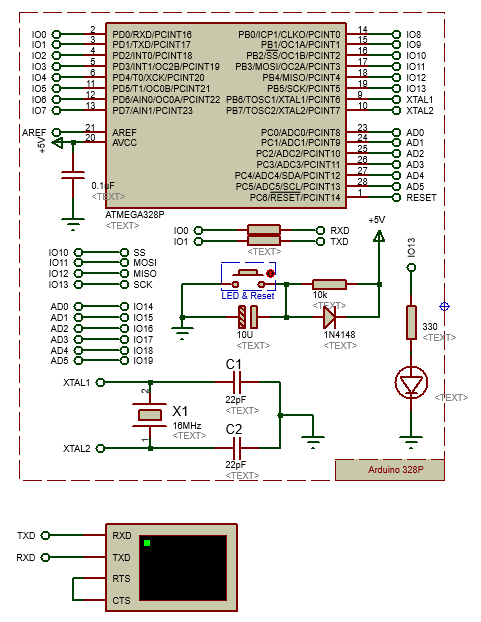 IO0 2 PD0/RXD/PCINT16 PB0/ICP1/CLKO/PCINT0 14 IO8
IO1 3 PD1/TXD/PCINT17 PB1/OC1A/PCINT1 15 IO9
IO2 4 PD2/INT0/PCINT18 PB2/SS/OC1B/PCINT2 16 IO10
IO3 5 PD3/INT1/OC2B/PCINT19 PB3/MOSI/OC2A/PCINT3 17 IO11
IO4 6 PD4/T0/XCK/PCINT20 PB4/MISO/PCINT4 18 IO12
IO5 11 PD5/T1/OC0B/PCINT21 PB5/SCK/PCINT5 19 IO13
IO6 12 PD6/AIN0/OC0A/PCINT22 PB6/TOSC1/XTAL1/PCINT6 9 XTAL1
IO7 13 PD7/AIN1/PCINT23 PB7/TOSC2/XTAL2/PCINT7 10 XTAL2
AREF 21 AREF PC0/ADC0/PCINT8 23 AD0
+5V 20 AVCC PC1/ADC1/PCINT9 24 AD1
PC2/ADC2/PCINT10 25 AD2
PC3/ADC3/PCINT11 26 AD3
PC4/ADC4/SDA/PCINT12 27 AD4
0.1uF PC5/ADC5/SCL/PCINT13 28 AD5
<TEXT> PC6/RESET/PCINT14 1 RESET
ATMEGA328P
<TEXT>
IO0 RXD
IO1 TXD
<TEXT>
+5V
IO13
IO10 SS
IO11 MOSI
IO12 MISO
IO13 SCK
LED & Reset
10k
<TEXT>
AD0 IO14
AD1 IO15
AD2 IO16
AD3 IO17
AD4 IO18
AD5 IO19
10U
<TEXT>
1N4148
<TEXT>
330
<TEXT>
<TEXT>
XTAL1
C1
22pF
<TEXT>
2
X1
16MHz
<TEXT>
1
XTAL2
C2
22pF
<TEXT>
Arduino 328P
TXD RXD
RXD TXD
RTS
CTS